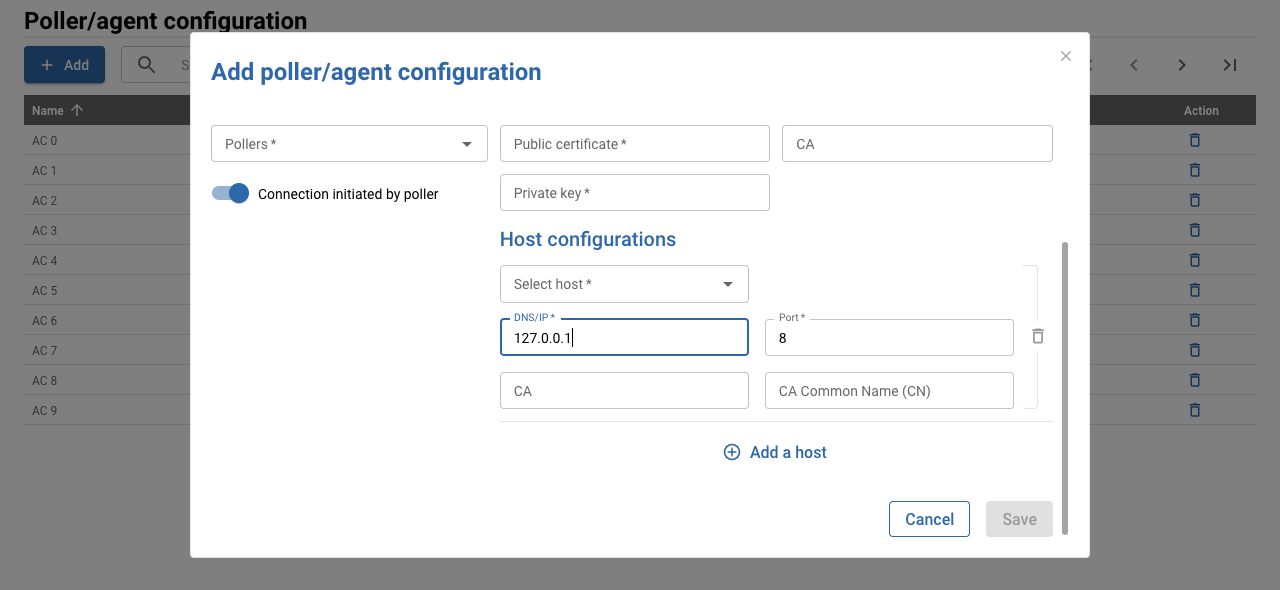 Poller/agent configuration
Add
S
Name
Action
AC 0
AC 1
AC 2
AC 3
AC 4
AC 5
AC 6
AC 7
AC 8
AC 9
Add poller/agent configuration
Pollers *
Public certificate *
CA
Connection initiated by poller
Private key *
Host configurations
Select host *
DNS/IP *
127.0.0.1
Port *
8
CA
CA Common Name (CN)
Add a host
Cancel
Save